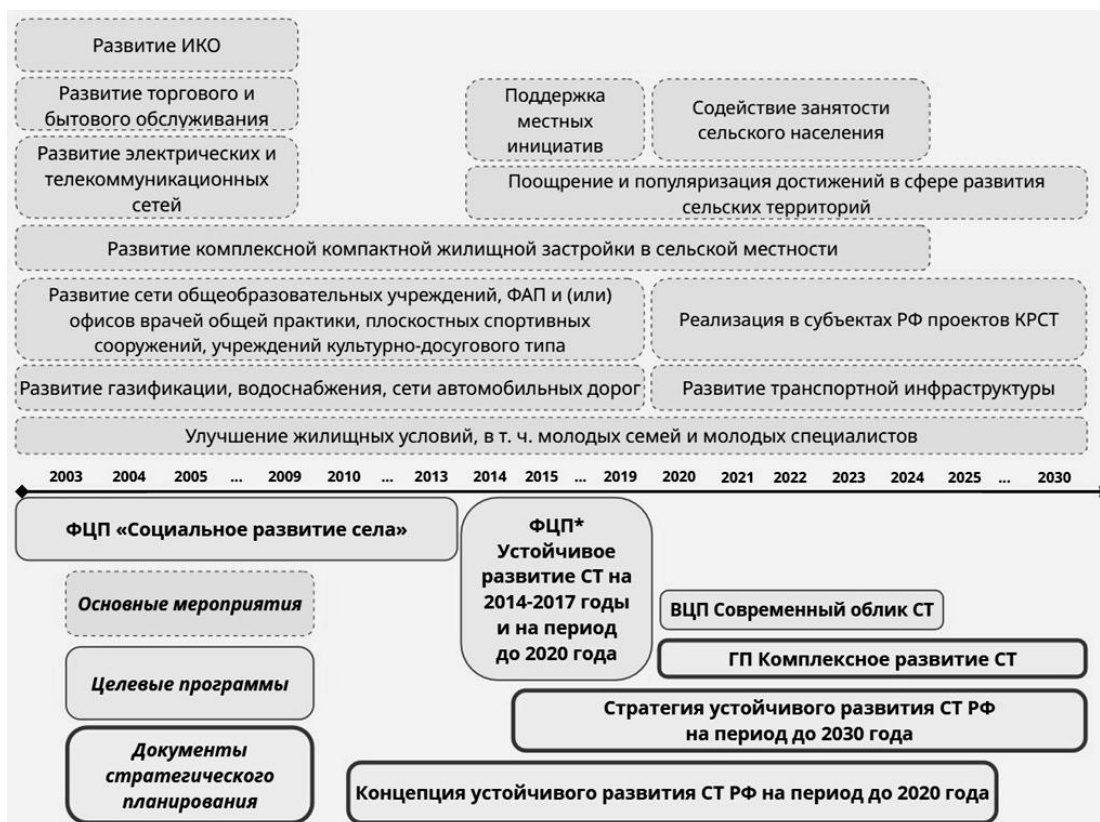 Развитие ИКО
Развитие торгового и
бытового обслуживания
Поддержка
местных
инициатив
Содействие занятости
сельского населения
Развитие электрических и
телекоммуникационных
сетей
Поощрение и популяризация достижений в сфере развития
сельских территорий
Развитие комплексной компактной жилищной застройки в сельской местности
Развитие сети общеобразовательных учреждений, ФАП и (или)
офисов врачей общей практики, плоскостных спортивных
сооружений, учреждений культурно-досугового типа
Реализация в субъектах РФ проектов КРСТ
Развитие газификации, водоснабжения, сети автомобильных дорог
Развитие транспортной инфраструктуры
Улучшение жилищных условий, в т. ч. молодых семей и молодых специалистов
2003 2004 2005 ... 2009 2010 ... 2013 2014 2015 ... 2019 2020 2021 2022 2023 2024 2025 ... 2030
ФЦП «Социальное развитие села»
ФЦП*
Устойчивое
развитие СТ на
2014-2017 годы
и на период
до 2020 года
Основные мероприятия
ВЦП Современный облик СТ
ГП Комплексное развитие СТ
Целевые программы
Стратегия устойчивого развития СТ РФ
на период до 2030 года
Документы
стратегического
планирования
Концепция устойчивого развития СТ РФ на период до 2020 года